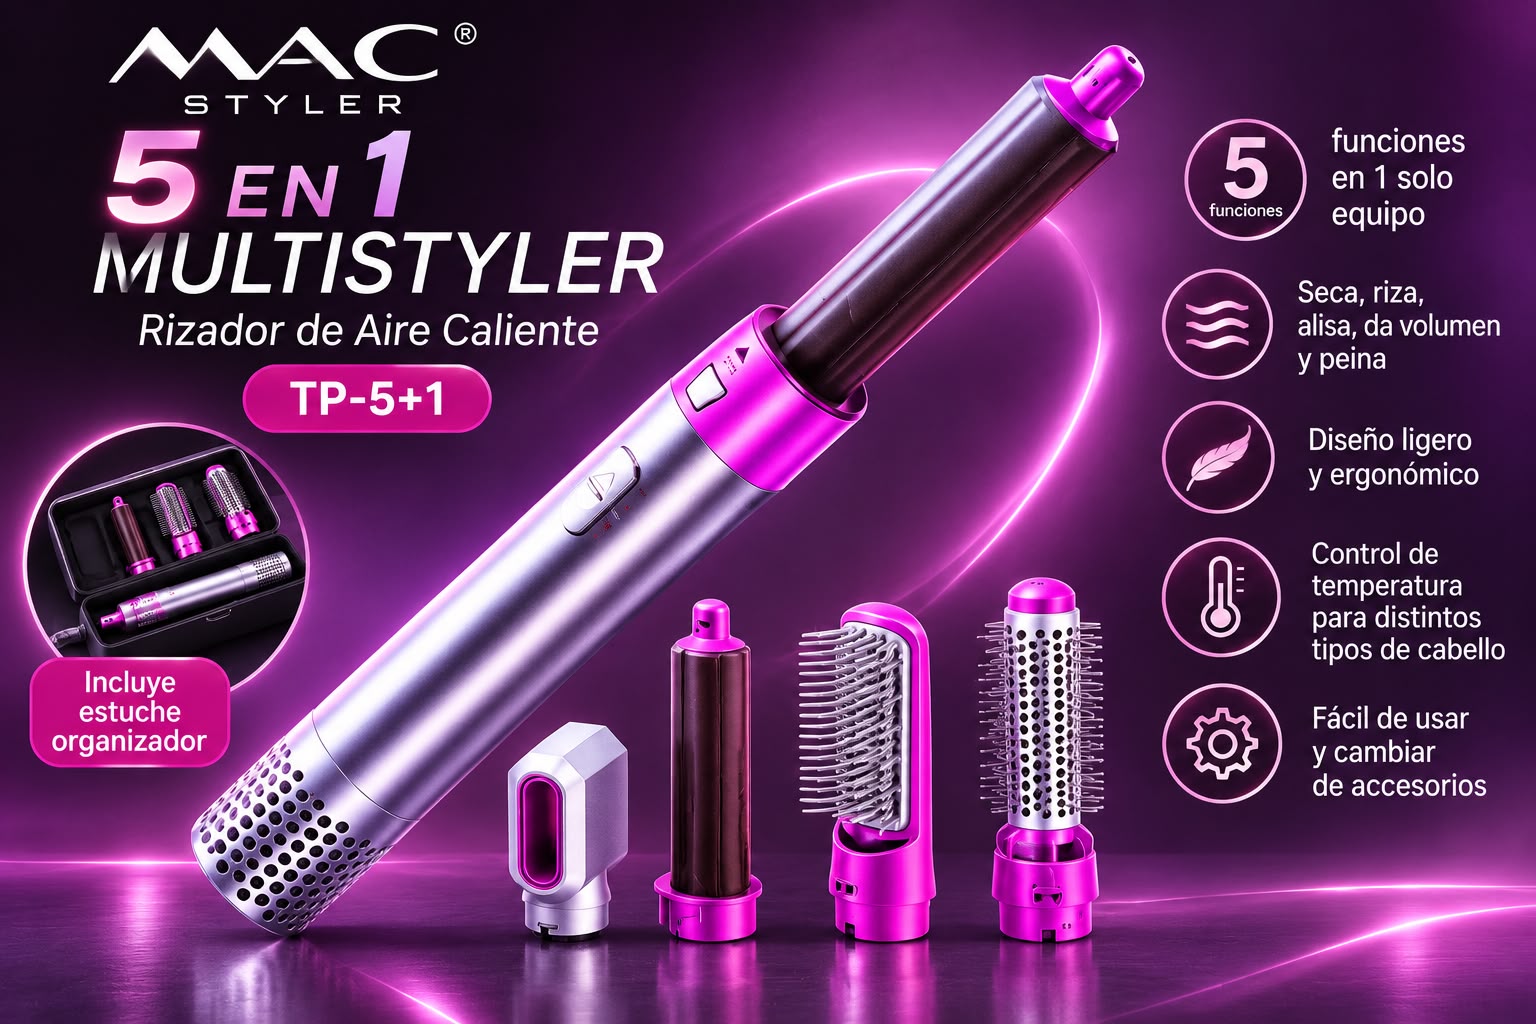 MAC ®
STYLER
5 EN 1
MULTISTYLER
Rizador de Aire Caliente
TP-5+1
Incluye
estuche
organizador
5
funciones
funciones
en 1 solo
equipo
Seca, riza,
alisa, da volumen
y peina
Diseño ligero
y ergonómico
Control de
temperatura
para distintos
tipos de cabello
Fácil de usar
y cambiar
de accesorios